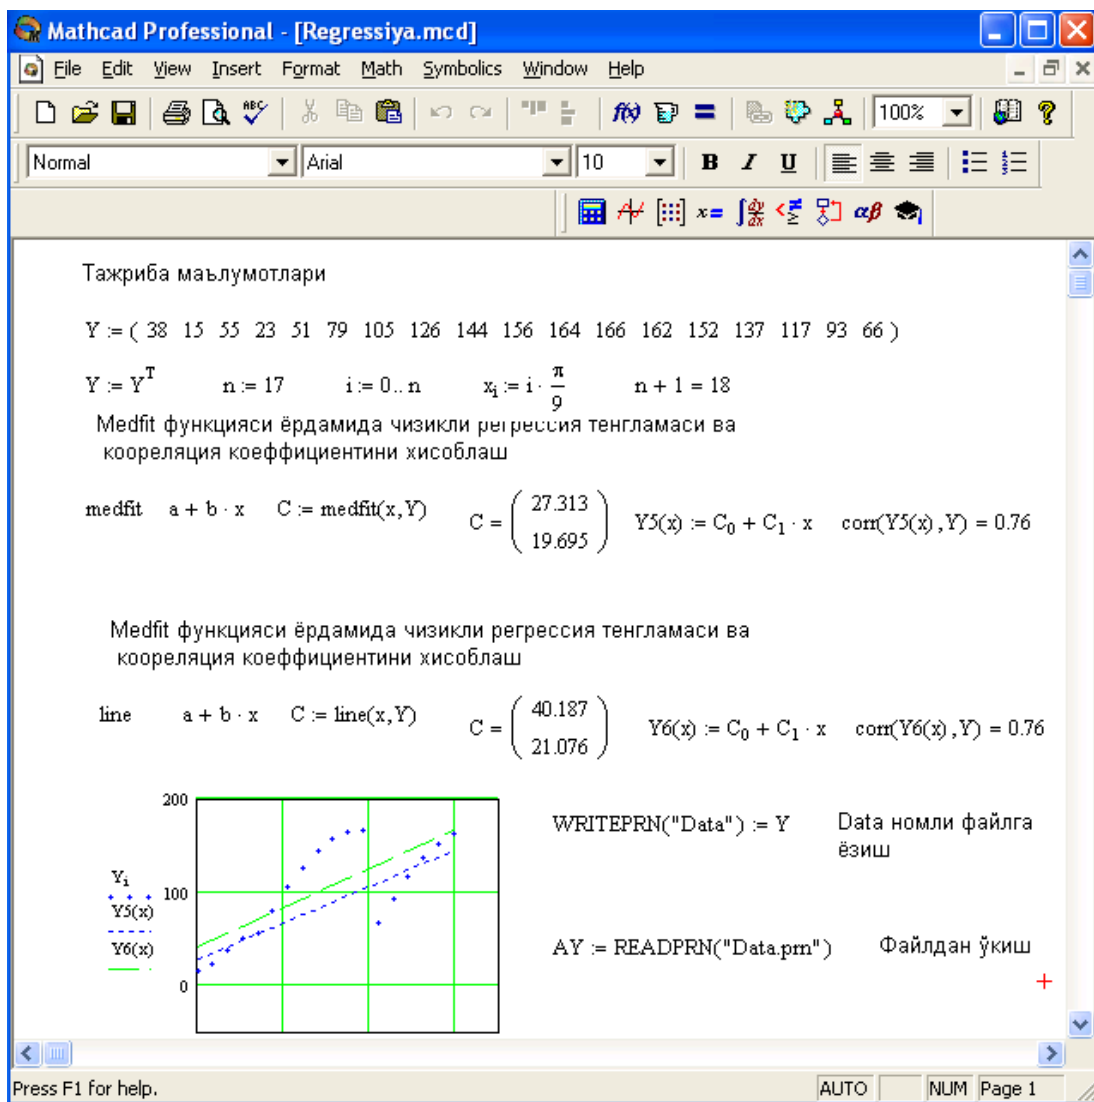 Mathcad Professional - [Regressiya.mcd]
File Edit View Insert Format Math Symbolics Window Help
100%
Normal Arial 10 B I U
Тажриба маълумотлари
Y := ( 38 15 55 23 51 79 105 126 144 156 164 166 162 152 137 117 93 66 )
Y := Y^T n := 17 i := 0.. n x_i := i · π/9 n + 1 = 18
Medfit функцияси ёрдамида чизикли регрессия тенгламаси ва
коореляция коеффициентини хисоблаш
medfit a + b · x C := medfit(x,Y) C = ( 27.313 19.695 ) Y5(x) := C_0 + C_1 · x corr(Y5(x),Y) = 0.76
Medfit функцияси ёрдамида чизикли регрессия тенгламаси ва
коореляция коеффициентини хисоблаш
line a + b · x C := line(x,Y) C = ( 40.187 21.076 ) Y6(x) := C_0 + C_1 · x corr(Y6(x),Y) = 0.76
200
100
0
Y_i
Y5(x)
Y6(x)
WRITEPRN("Data") := Y Data номли файлга
ёзиш
AY := READPRN("Data.prn") Файлдан ўкиш
Press F1 for help. AUTO NUM Page 1